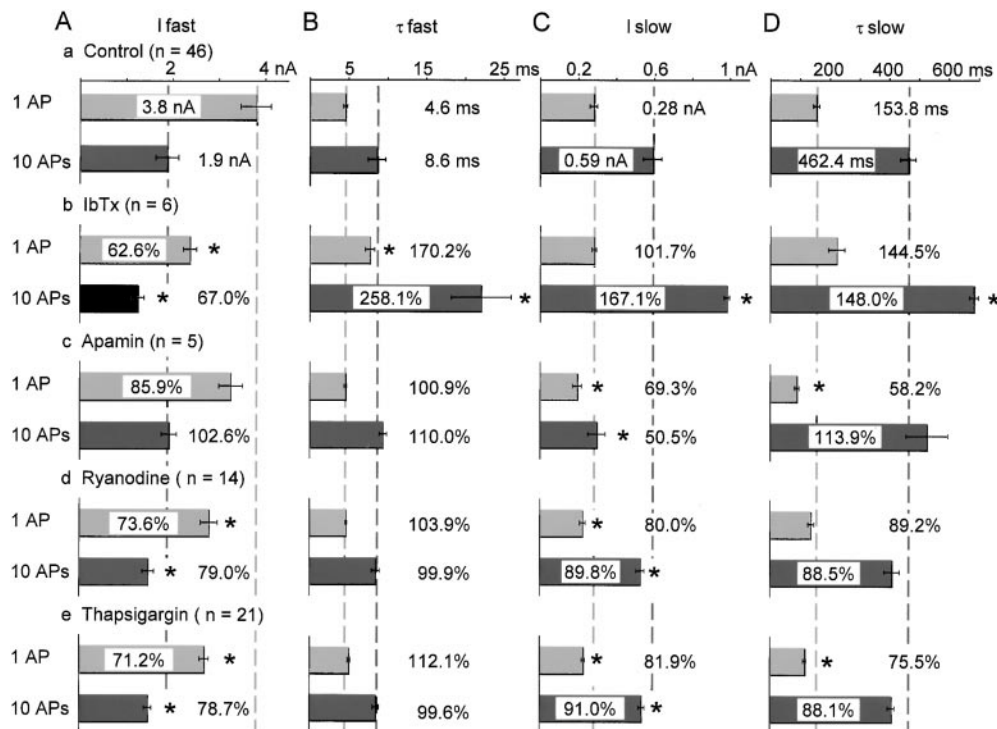 A I fast B τ fast C I slow D τ slow
a Control (n = 46)
2 4 nA 5 15 25 ms 0.2 0.6 1 nA 200 400 600 ms
1 AP 3.8 nA 4.6 ms 0.28 nA 153.8 ms
10 APs 1.9 nA 8.6 ms 0.59 nA 462.4 ms
b IbTx (n = 6)
1 AP 62.6% * * 170.2% 101.7% 144.5%
10 APs * 67.0% 258.1% * 167.1% * 148.0% *
c Apamin (n = 5)
1 AP 85.9% 100.9% * 69.3% * 58.2%
10 APs 102.6% 110.0% * 50.5% 113.9%
d Ryanodine ( n = 14)
1 AP 73.6% * 103.9% * 80.0% 89.2%
10 APs * 79.0% 99.9% 89.8% * 88.5%
e Thapsigargin ( n = 21)
1 AP 71.2% * 112.1% * 81.9% * 75.5%
10 APs * 78.7% 99.6% 91.0% * 88.1%